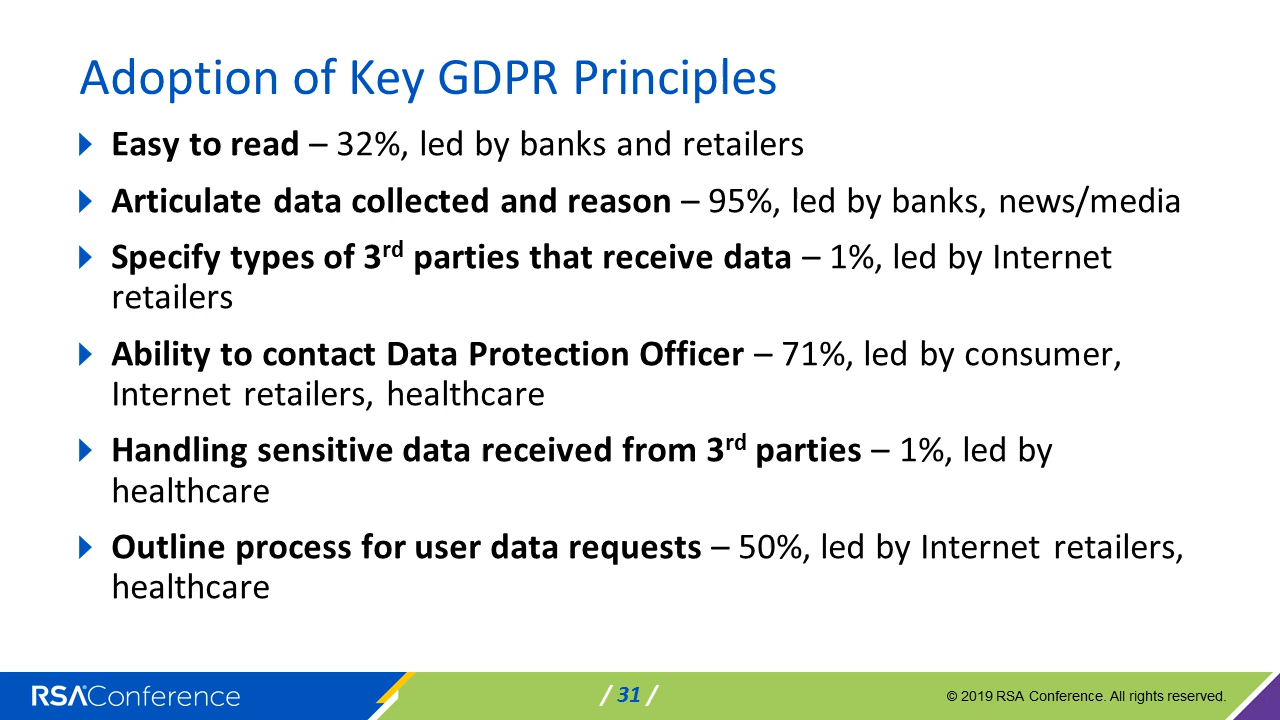 Adoption of Key GDPR Principles
Easy to read – 32%, led by banks and retailers
Articulate data collected and reason – 95%, led by banks, news/media
Specify types of 3rd parties that receive data – 1%, led by Internet
retailers
Ability to contact Data Protection Officer – 71%, led by consumer,
Internet retailers, healthcare
Handling sensitive data received from 3rd parties – 1%, led by
healthcare
Outline process for user data requests – 50%, led by Internet retailers,
healthcare
RSAConference
/ 31 /
© 2019 RSA Conference. All rights reserved.